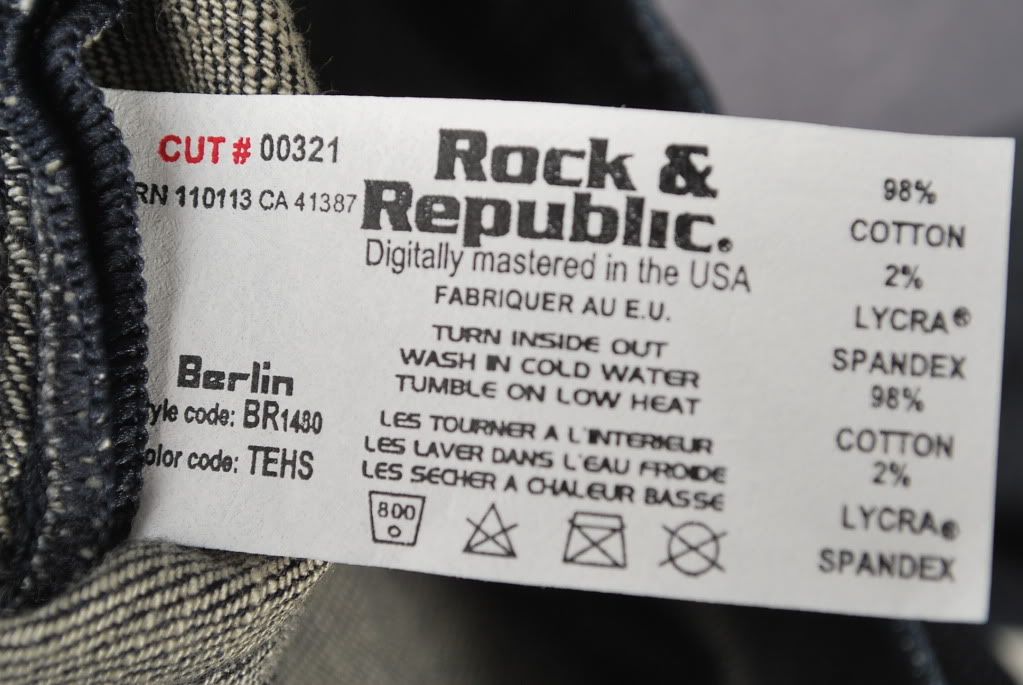 CUT # 00321
RN 110113 CA 41387
Rock &
Republic.
Digitally mastered in the USA
FABRIQUER AU E.U.
TURN INSIDE OUT
WASH IN COLD WATER
TUMBLE ON LOW HEAT
LES TOURNER A L'INTERIEUR
LES LAVER DANS L'EAU FROIDE
LES SECHER A CHALEUR BASSE
800
Berlin
tyle code: BR1480
olor code: TEHS
98%
COTTON
2%
LYCRA®
SPANDEX
98%
COTTON
2%
LYCRA®
SPANDEX